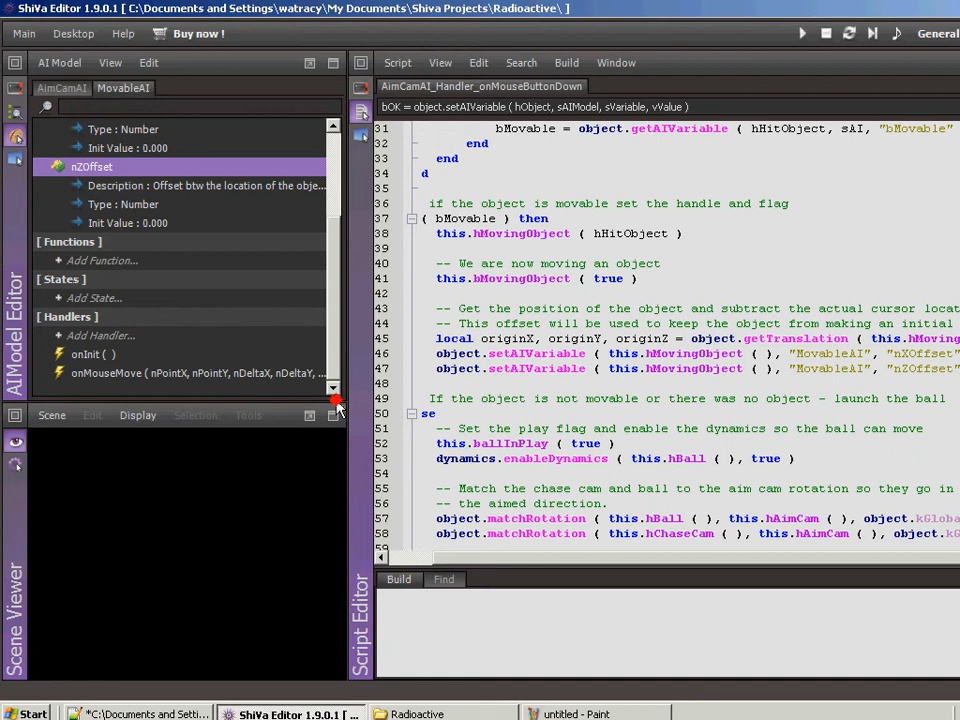 ShiVa Editor 1.9.0.1 [ C:\Documents and Settings\watracy\My Documents\Shiva Projects\Radioactive\ ]
Main Desktop Help Buy now ! General
AI Model View Edit
Script View Edit Search Build Window
AimCamAI MovableAI
AimCamAI_Handler_onMouseButtonDown
bOK = object.setAIVariable ( hObject, sAIModel, sVariable, vValue )
Type : Number
Init Value : 0.000
nZOffset
Description : Offset btw the location of the obje...
Type : Number
Init Value : 0.000
[ Functions ]
+ Add Function...
[ States ]
+ Add State...
[ Handlers ]
+ Add Handler...
onInit ( )
onMouseMove ( nPointX, nPointY, nDeltaX, nDeltaY, ...
AIModel Editor
31 bMovable = object.getAIVariable ( hHitObject, sAI, "bMovable"
32 end
33 end
34 d
35
36 if the object is movable set the handle and flag
37 ( bMovable ) then
38 this.hMovingObject ( hHitObject )
39
40 -- We are now moving an object
41 this.bMovingObject ( true )
42
43 -- Get the position of the object and subtract the actual cursor locat
44 -- This offset will be used to keep the object from making an initial
45 local originX, originY, originZ = object.getTranslation ( this.hMoving
46 object.setAIVariable ( this.hMovingObject ( ), "MovableAI", "nXOffset"
47 object.setAIVariable ( this.hMovingObject ( ), "MovableAI", "nZOffset"
48
49 If the object is not movable or there was no object - launch the ball
50 se
51 -- Set the play flag and enable the dynamics so the ball can move
52 this.ballInPlay ( true )
53 dynamics.enableDynamics ( this.hBall ( ), true )
54
55 -- Match the chase cam and ball to the aim cam rotation so they go in
56 -- the aimed direction.
57 object.matchRotation ( this.hBall ( ), this.hAimCam ( ), object.kGloba
58 object.matchRotation ( this.hChaseCam ( ), this.hAimCam ( ), object.kG
59
Scene Edit Display Selection Tools
Scene Viewer
Script Editor
Build Find
Start *C:\Documents and Setti... ShiVa Editor 1.9.0.1 [ ... Radioactive untitled - Paint